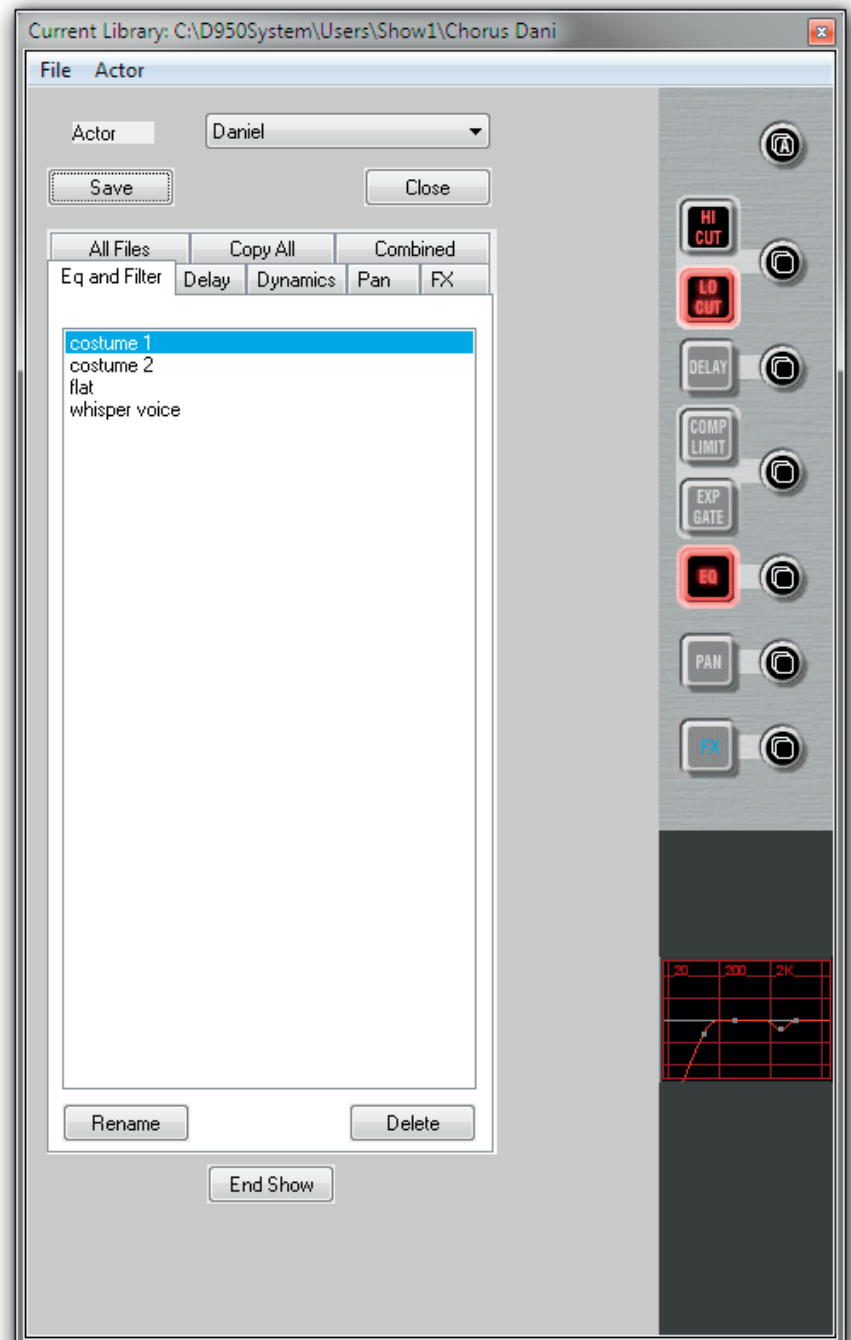 Current Library: C:\D950System\Users\Show1\Chorus Dani
File Actor
Actor Daniel
Save Close
All Files Copy All Combined
Eq and Filter Delay Dynamics Pan FX
costume 1
costume 2
flat
whisper voice
Rename Delete
End Show
A
HI
CUT
LO
CUT
DELAY
COMP
LIMIT
EXP
GATE
EQ
PAN
FX
20 200 2K